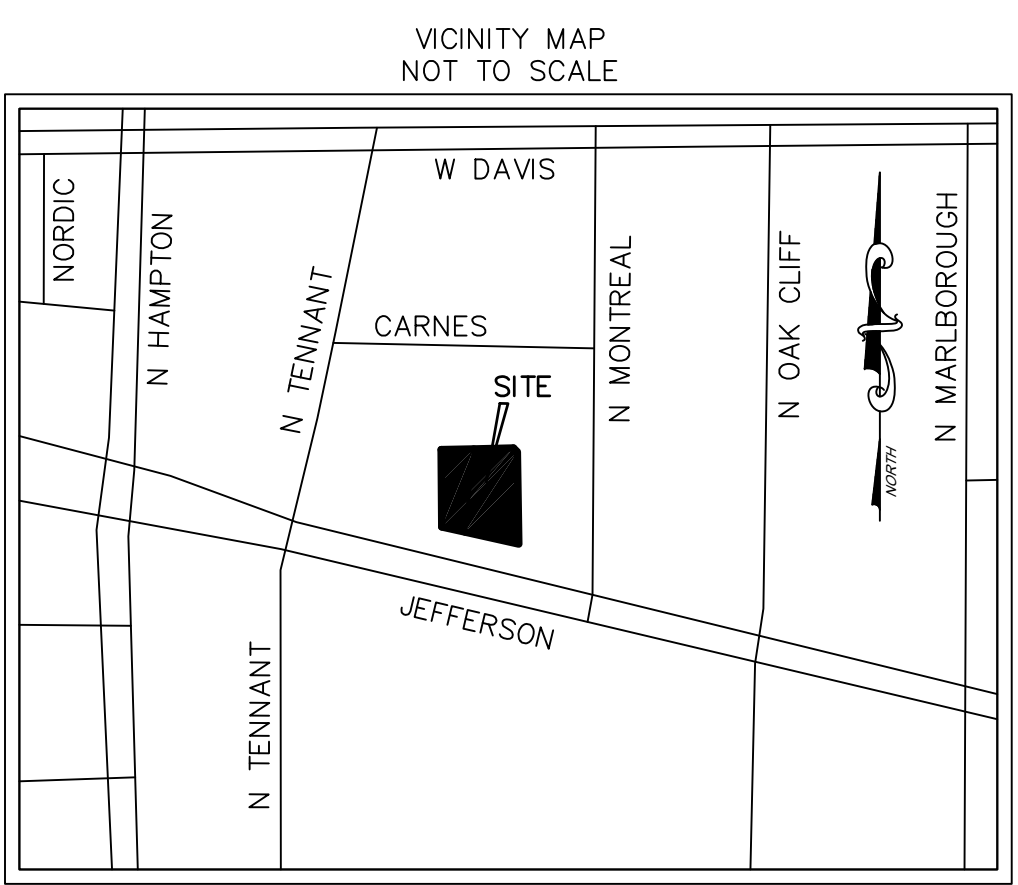 VICINITY MAP
NOT TO SCALE
W DAVIS
NORDIC
N HAMPTON
N TENNANT
CARNES
N MONTREAL
N OAK CLIFF
N MARLBOROUGH
SITE
NORTH
JEFFERSON
N TENNANT